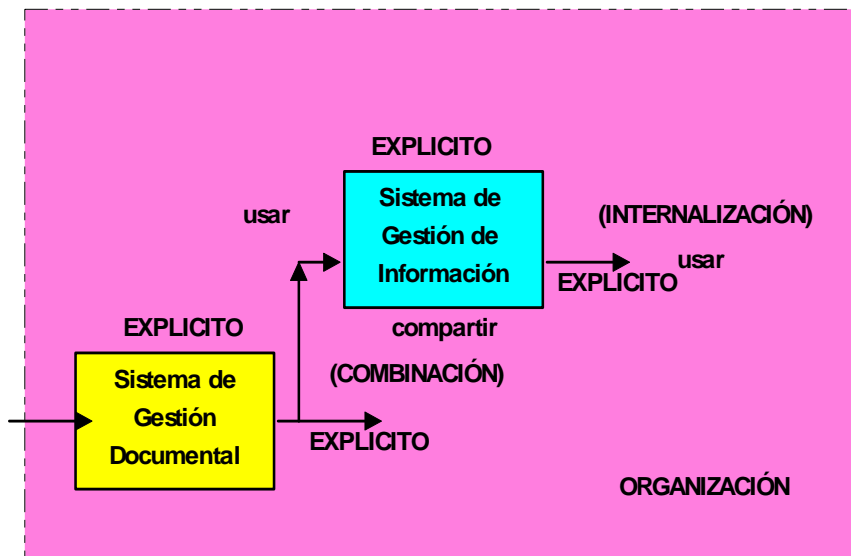 EXPLICITO
Sistema de
Gestión de
Información
usar
(INTERNALIZACIÓN)
usar
EXPLICITO
compartir
EXPLICITO
Sistema de
Gestión
Documental
(COMBINACIÓN)
EXPLICITO
ORGANIZACIÓN